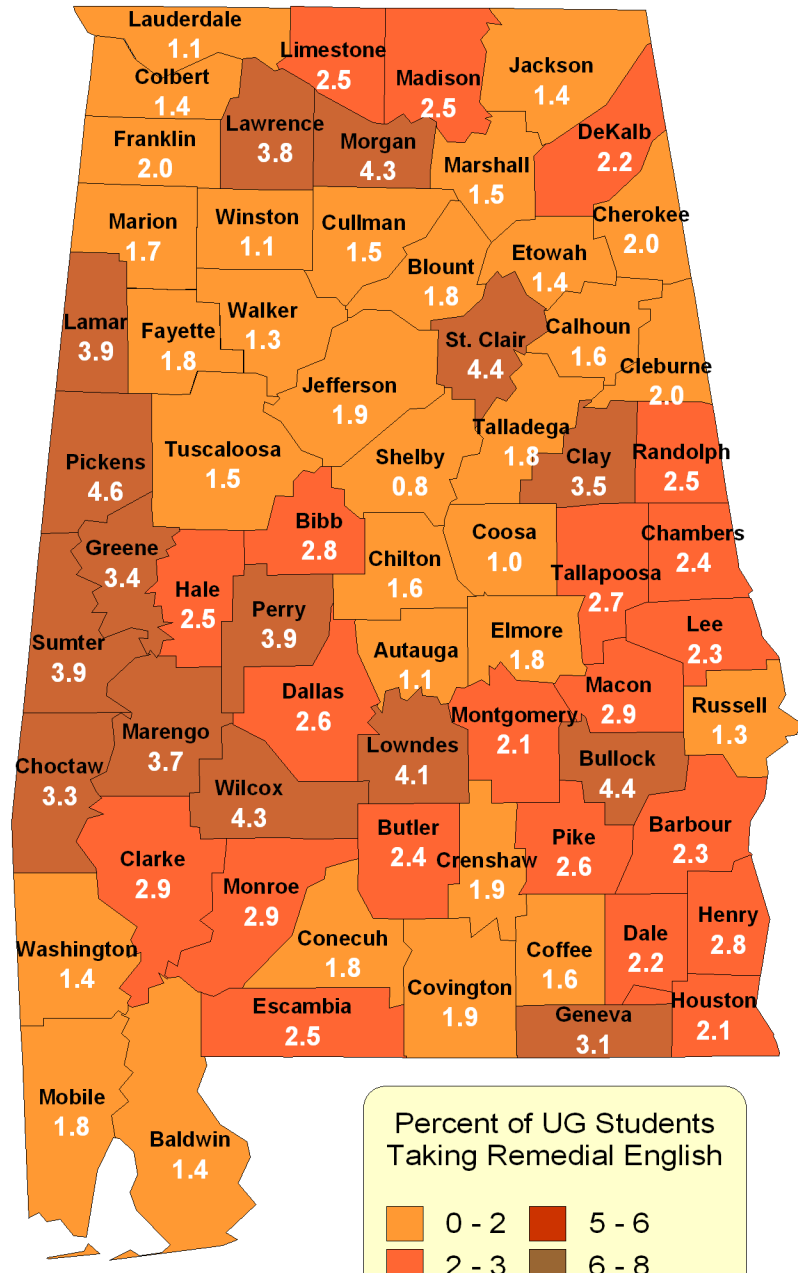 Lauderdale
1.1
Limestone
2.5
Madison
2.5
Jackson
1.4
Colbert
1.4
Lawrence
3.8
Morgan
4.3
DeKalb
2.2
Franklin
2.0
Marshall
1.5
Cherokee
2.0
Marion
1.7
Winston
1.1
Cullman
1.5
Etowah
1.4
Blount
1.8
Lamar
3.9
Fayette
1.8
Walker
1.3
St. Clair
4.4
Calhoun
1.6
Cleburne
2.0
Jefferson
1.9
Talladega
1.8
Pickens
4.6
Tuscaloosa
1.5
Shelby
0.8
Clay
3.5
Randolph
2.5
Greene
3.4
Hale
2.5
Bibb
2.8
Chilton
1.6
Coosa
1.0
Tallapoosa
2.7
Chambers
2.4
Sumter
3.9
Perry
3.9
Autauga
1.1
Elmore
1.8
Lee
2.3
Dallas
2.6
Macon
2.9
Russell
1.3
Marengo
3.7
Lowndes
4.1
Montgomery
2.1
Bullock
4.4
Choctaw
3.3
Wilcox
4.3
Clarke
2.9
Butler
2.4
Crenshaw
1.9
Pike
2.6
Barbour
2.3
Monroe
2.9
Washington
1.4
Conecuh
1.8
Coffee
1.6
Dale
2.2
Henry
2.8
Escambia
2.5
Covington
1.9
Geneva
3.1
Houston
2.1
Mobile
1.8
Baldwin
1.4
Percent of UG Students
Taking Remedial English
0 - 2 5 - 6
2 - 3 6 - 8